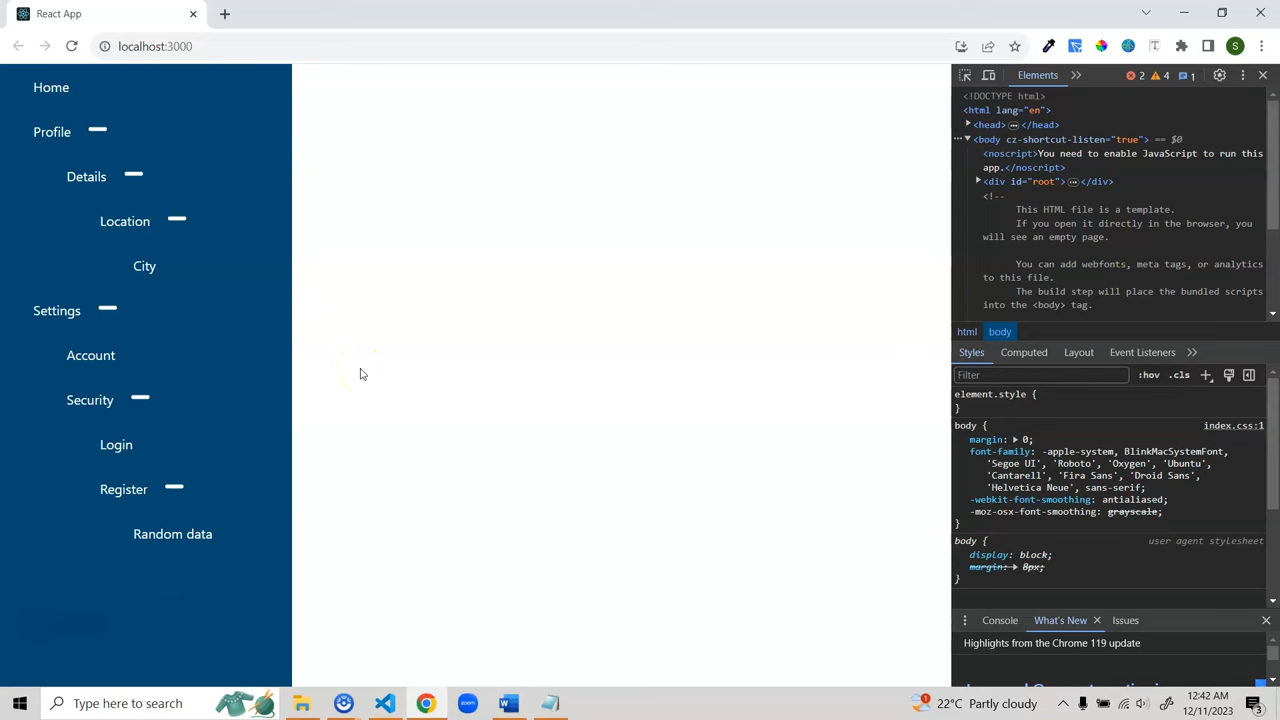 React App
localhost:3000
S
Home
Profile
Details
Location
City
Settings
Account
Security
Login
Register
Random data
Elements
2
4
1
<!DOCTYPE html>
<html lang="en">
<head> </head>
<body cz-shortcut-listen="true"> == $0
<noscript>You need to enable JavaScript to run this
app.</noscript>
<div id="root"> </div>
<!--
This HTML file is a template.
If you open it directly in the browser, you
will see an empty page.
You can add webfonts, meta tags, or analytics
to this file.
The build step will place the bundled scripts
into the <body> tag.
html body
Styles Computed Layout Event Listeners
Filter :hov .cls
element.style {
}
body { index.css:1
margin: 0;
font-family: -apple-system, BlinkMacSystemFont,
'Segoe UI', 'Roboto', 'Oxygen', 'Ubuntu',
'Cantarell', 'Fira Sans', 'Droid Sans',
'Helvetica Neue', sans-serif;
-webkit-font-smoothing: antialiased;
-moz-osx-font-smoothing: grayscale;
}
body { user agent stylesheet
display: block;
margin: 8px;
}
Console What's New Issues
Highlights from the Chrome 119 update
Type here to search
zoom
1
22°C Partly cloudy
12:42 AM
12/11/2023
3